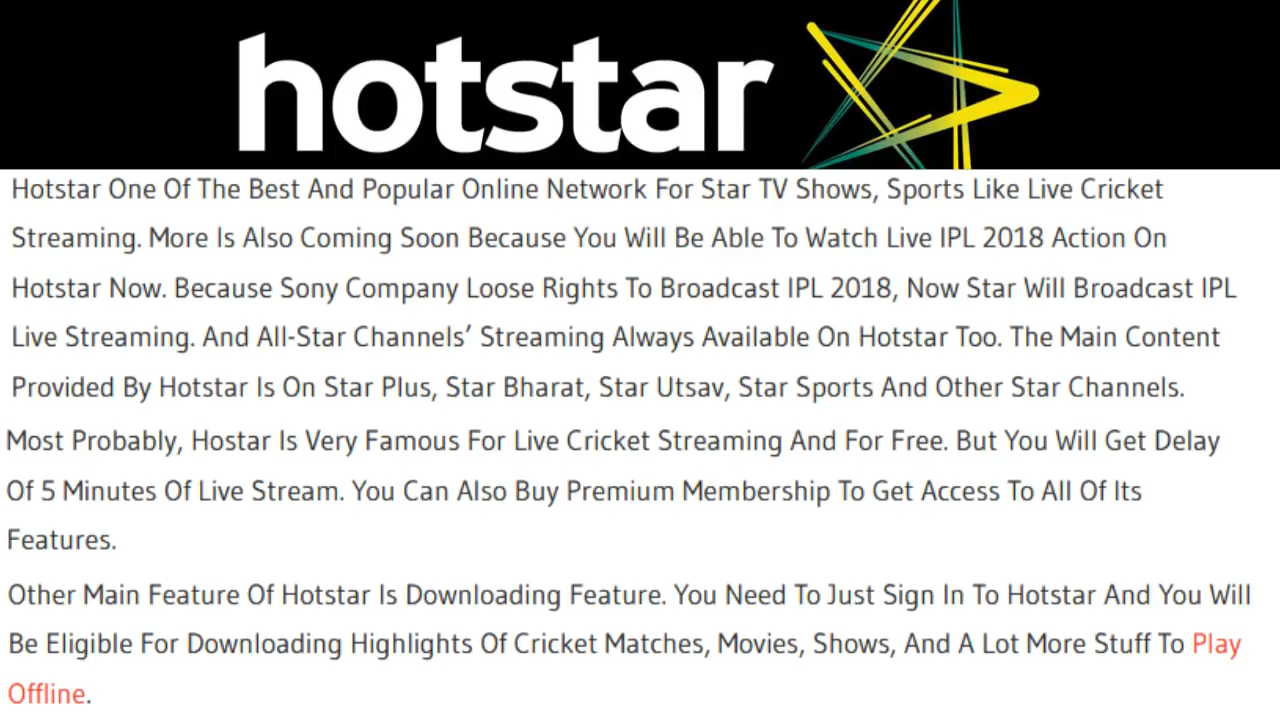 hotstar
Hotstar One Of The Best And Popular Online Network For Star TV Shows, Sports Like Live Cricket
Streaming. More Is Also Coming Soon Because You Will Be Able To Watch Live IPL 2018 Action On
Hotstar Now. Because Sony Company Loose Rights To Broadcast IPL 2018, Now Star Will Broadcast IPL
Live Streaming. And All-Star Channels’ Streaming Always Available On Hotstar Too. The Main Content
Provided By Hotstar Is On Star Plus, Star Bharat, Star Utsav, Star Sports And Other Star Channels.
Most Probably, Hostar Is Very Famous For Live Cricket Streaming And For Free. But You Will Get Delay
Of 5 Minutes Of Live Stream. You Can Also Buy Premium Membership To Get Access To All Of Its
Features.
Other Main Feature Of Hotstar Is Downloading Feature. You Need To Just Sign In To Hotstar And You Will
Be Eligible For Downloading Highlights Of Cricket Matches, Movies, Shows, And A Lot More Stuff To Play
Offline.